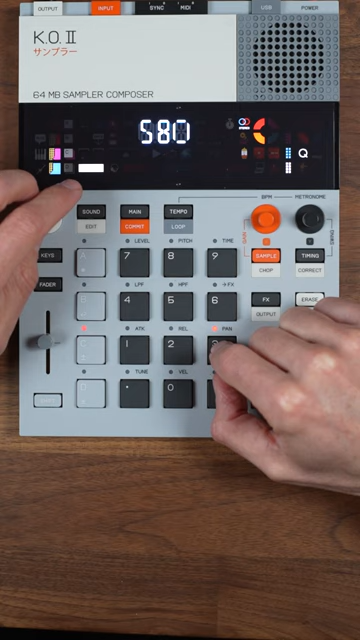 OUTPUT
INPUT
SYNC
MIDI
USB
POWER
K.O. II
サンプラー
64 MB SAMPLER COMPOSER
580
BPM
METRONOME
SOUND
MAIN
TEMPO
EDIT
COMMIT
LOOP
PAN
LEVEL
PITCH
TIME
KEYS
7
8
9
SAMPLE
TIMING
CHOP
CORRECT
LPF
HPF
FX
FADER
4
5
6
FX
ERASE
OUTPUT
ATK
REL
PAN
1
2
TUNE
VEL
.
0